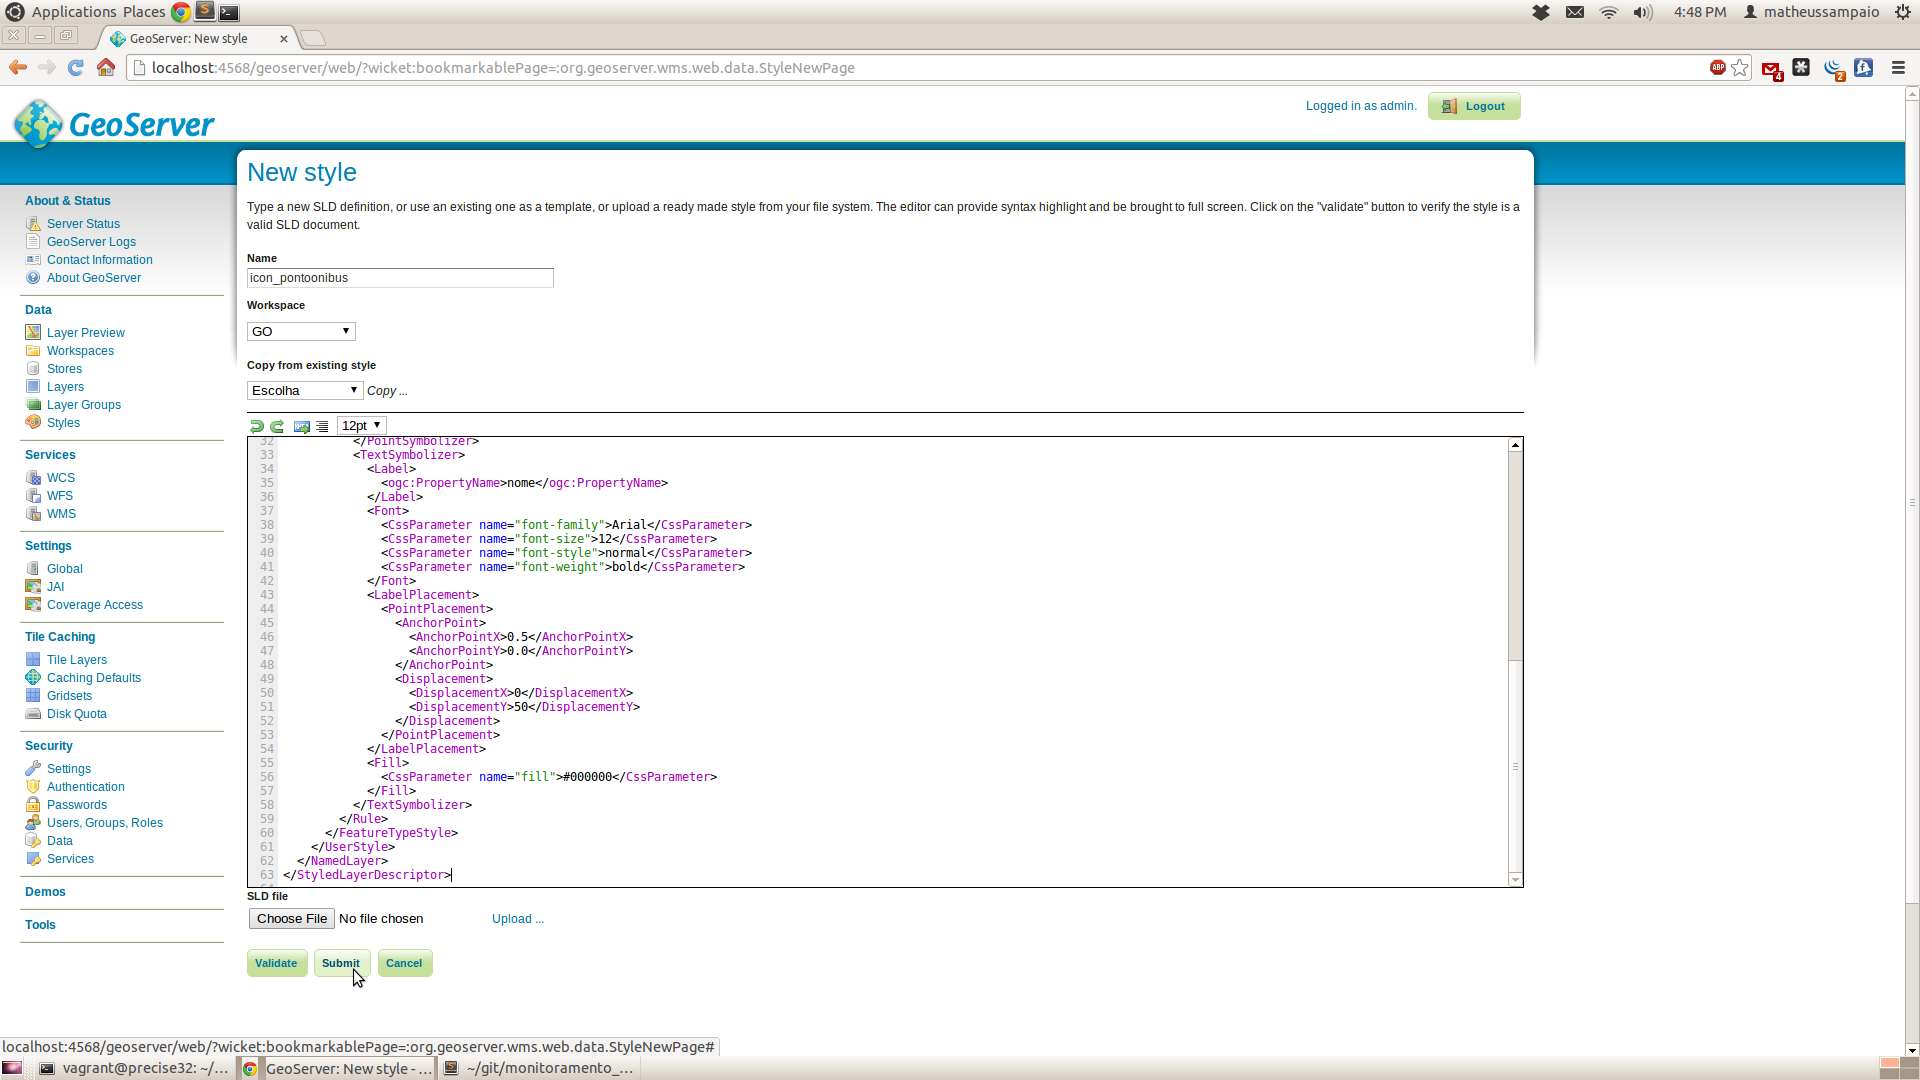 Applications Places
4:48 PM matheussampaio
GeoServer: New style
localhost:4568/geoserver/web/?wicket:bookmarkablePage=:org.geoserver.wms.web.data.StyleNewPage
ABP
4
2
GeoServer
Logged in as admin.
Logout
About & Status
Server Status
GeoServer Logs
Contact Information
About GeoServer
Data
Layer Preview
Workspaces
Stores
Layers
Layer Groups
Styles
Services
WCS
WFS
WMS
Settings
Global
JAI
Coverage Access
Tile Caching
Tile Layers
Caching Defaults
Gridsets
Disk Quota
Security
Settings
Authentication
Passwords
Users, Groups, Roles
Data
Services
Demos
Tools
New style
Type a new SLD definition, or use an existing one as a template, or upload a ready made style from your file system. The editor can provide syntax highlight and be brought to full screen. Click on the "validate" button to verify the style is a
valid SLD document.
Name
icon_pontoonibus
Workspace
GO
Copy from existing style
Escolha Copy ...
12pt
32 </PointSymbolizer>
33 <TextSymbolizer>
34 <Label>
35 <ogc:PropertyName>nome</ogc:PropertyName>
36 </Label>
37 <Font>
38 <CssParameter name="font-family">Arial</CssParameter>
39 <CssParameter name="font-size">12</CssParameter>
40 <CssParameter name="font-style">normal</CssParameter>
41 <CssParameter name="font-weight">bold</CssParameter>
42 </Font>
43 <LabelPlacement>
44 <PointPlacement>
45 <AnchorPoint>
46 <AnchorPointX>0.5</AnchorPointX>
47 <AnchorPointY>0.0</AnchorPointY>
48 </AnchorPoint>
49 <Displacement>
50 <DisplacementX>0</DisplacementX>
51 <DisplacementY>50</DisplacementY>
52 </Displacement>
53 </PointPlacement>
54 </LabelPlacement>
55 <Fill>
56 <CssParameter name="fill">#000000</CssParameter>
57 </Fill>
58 </TextSymbolizer>
59 </Rule>
60 </FeatureTypeStyle>
61 </UserStyle>
62 </NamedLayer>
63 </StyledLayerDescriptor>
SLD file
Choose File No file chosen Upload ...
Validate Submit Cancel
localhost:4568/geoserver/web/?wicket:bookmarkablePage=:org.geoserver.wms.web.data.StyleNewPage#
vagrant@precise32: ~/... GeoServer: New style - ... ~/git/monitoramento_...